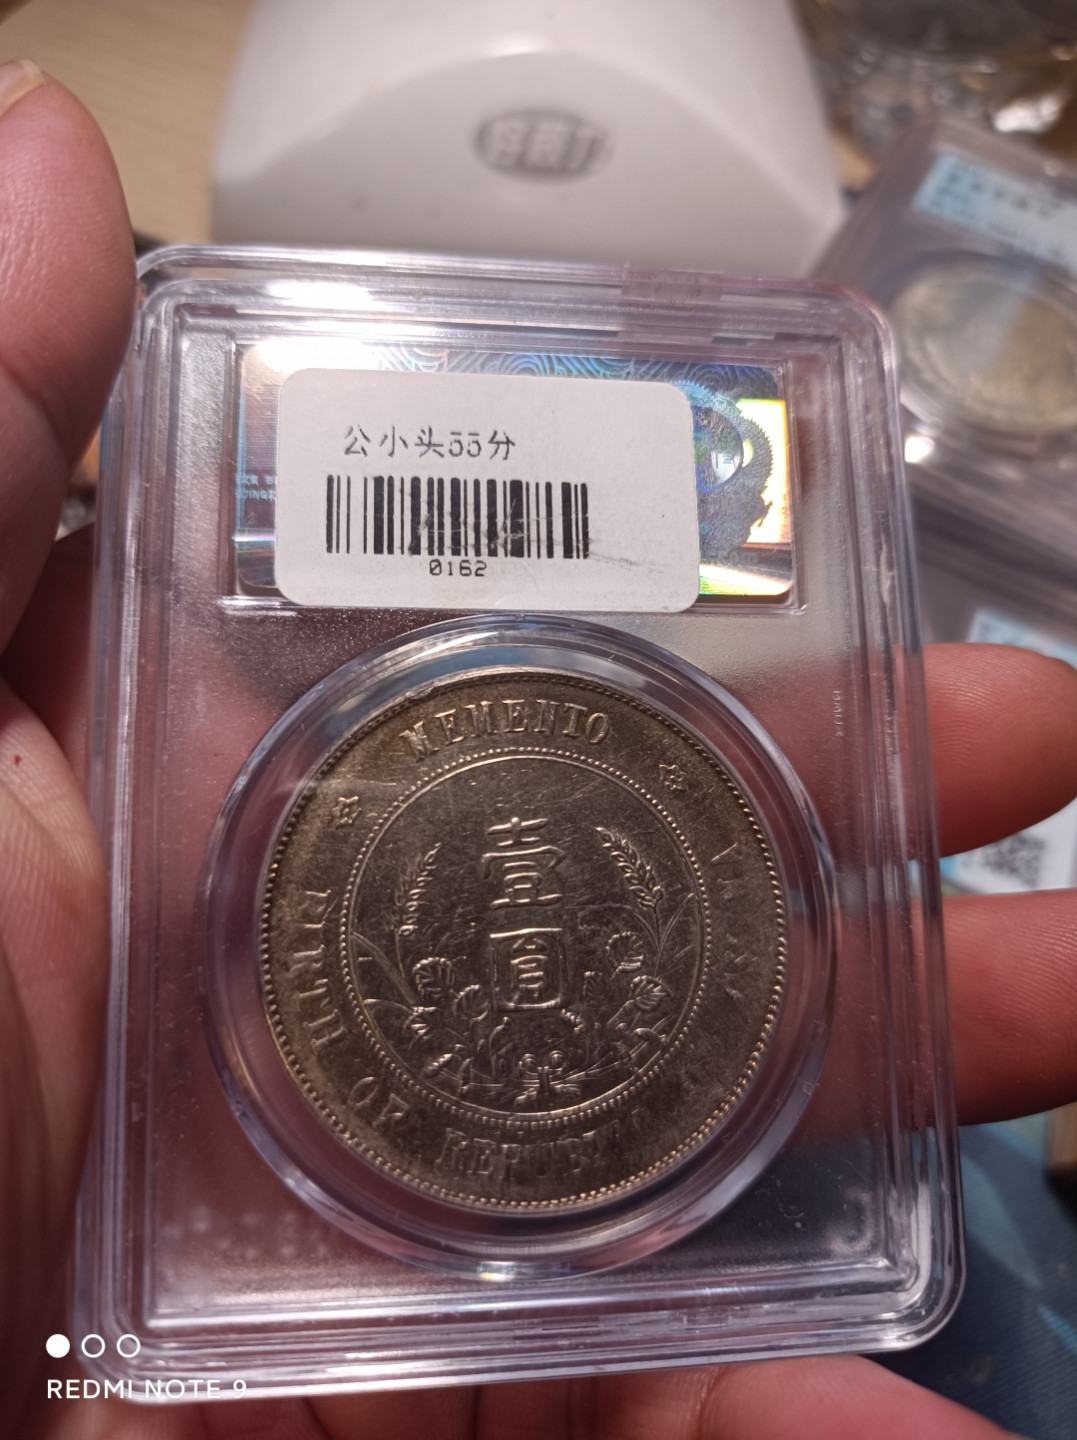 公小头55分
0162
MEMENTO
BIRTH OF REPUBLIC
壹
圓
REDMI NOTE 9